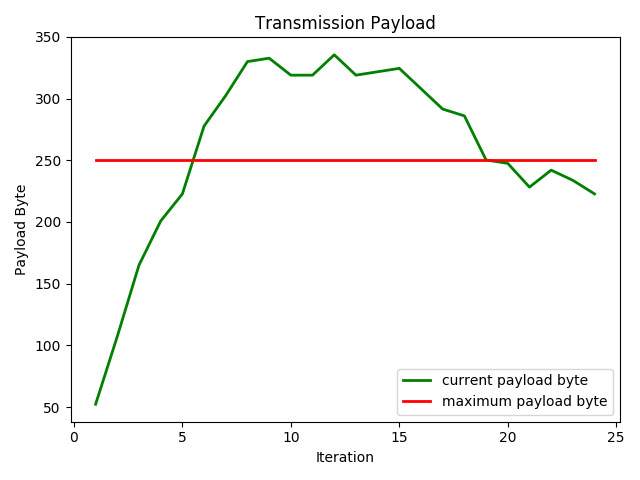 Transmission Payload
350
300
250
200
150
100
50
Payload Byte
0
5
10
15
20
25
Iteration
current payload byte
maximum payload byte